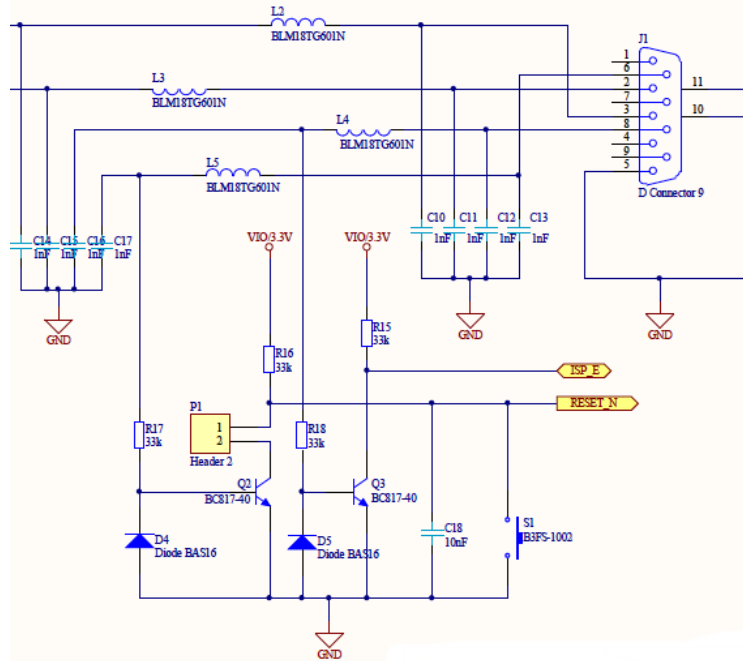 L2
BLM18TG601N
J1
1
6
2
7
3
8
4
9
5
11
10
D Connector 9
L3
BLM18TG601N
L4
BLM18TG601N
L5
BLM18TG601N
C14
1nF
C15
1nF
C16
1nF
C17
1nF
C10
1nF
C11
1nF
C12
1nF
C13
1nF
GND
GND
GND
VIO/3.3V
VIO/3.3V
R16
33k
R15
33k
ISP_E
RESET_N
P1
1
2
Header 2
R17
33k
R18
33k
Q2
BC817-40
Q3
BC817-40
D4
Diode BAS16
D5
Diode BAS16
C18
10nF
S1
B3FS-1002
GND